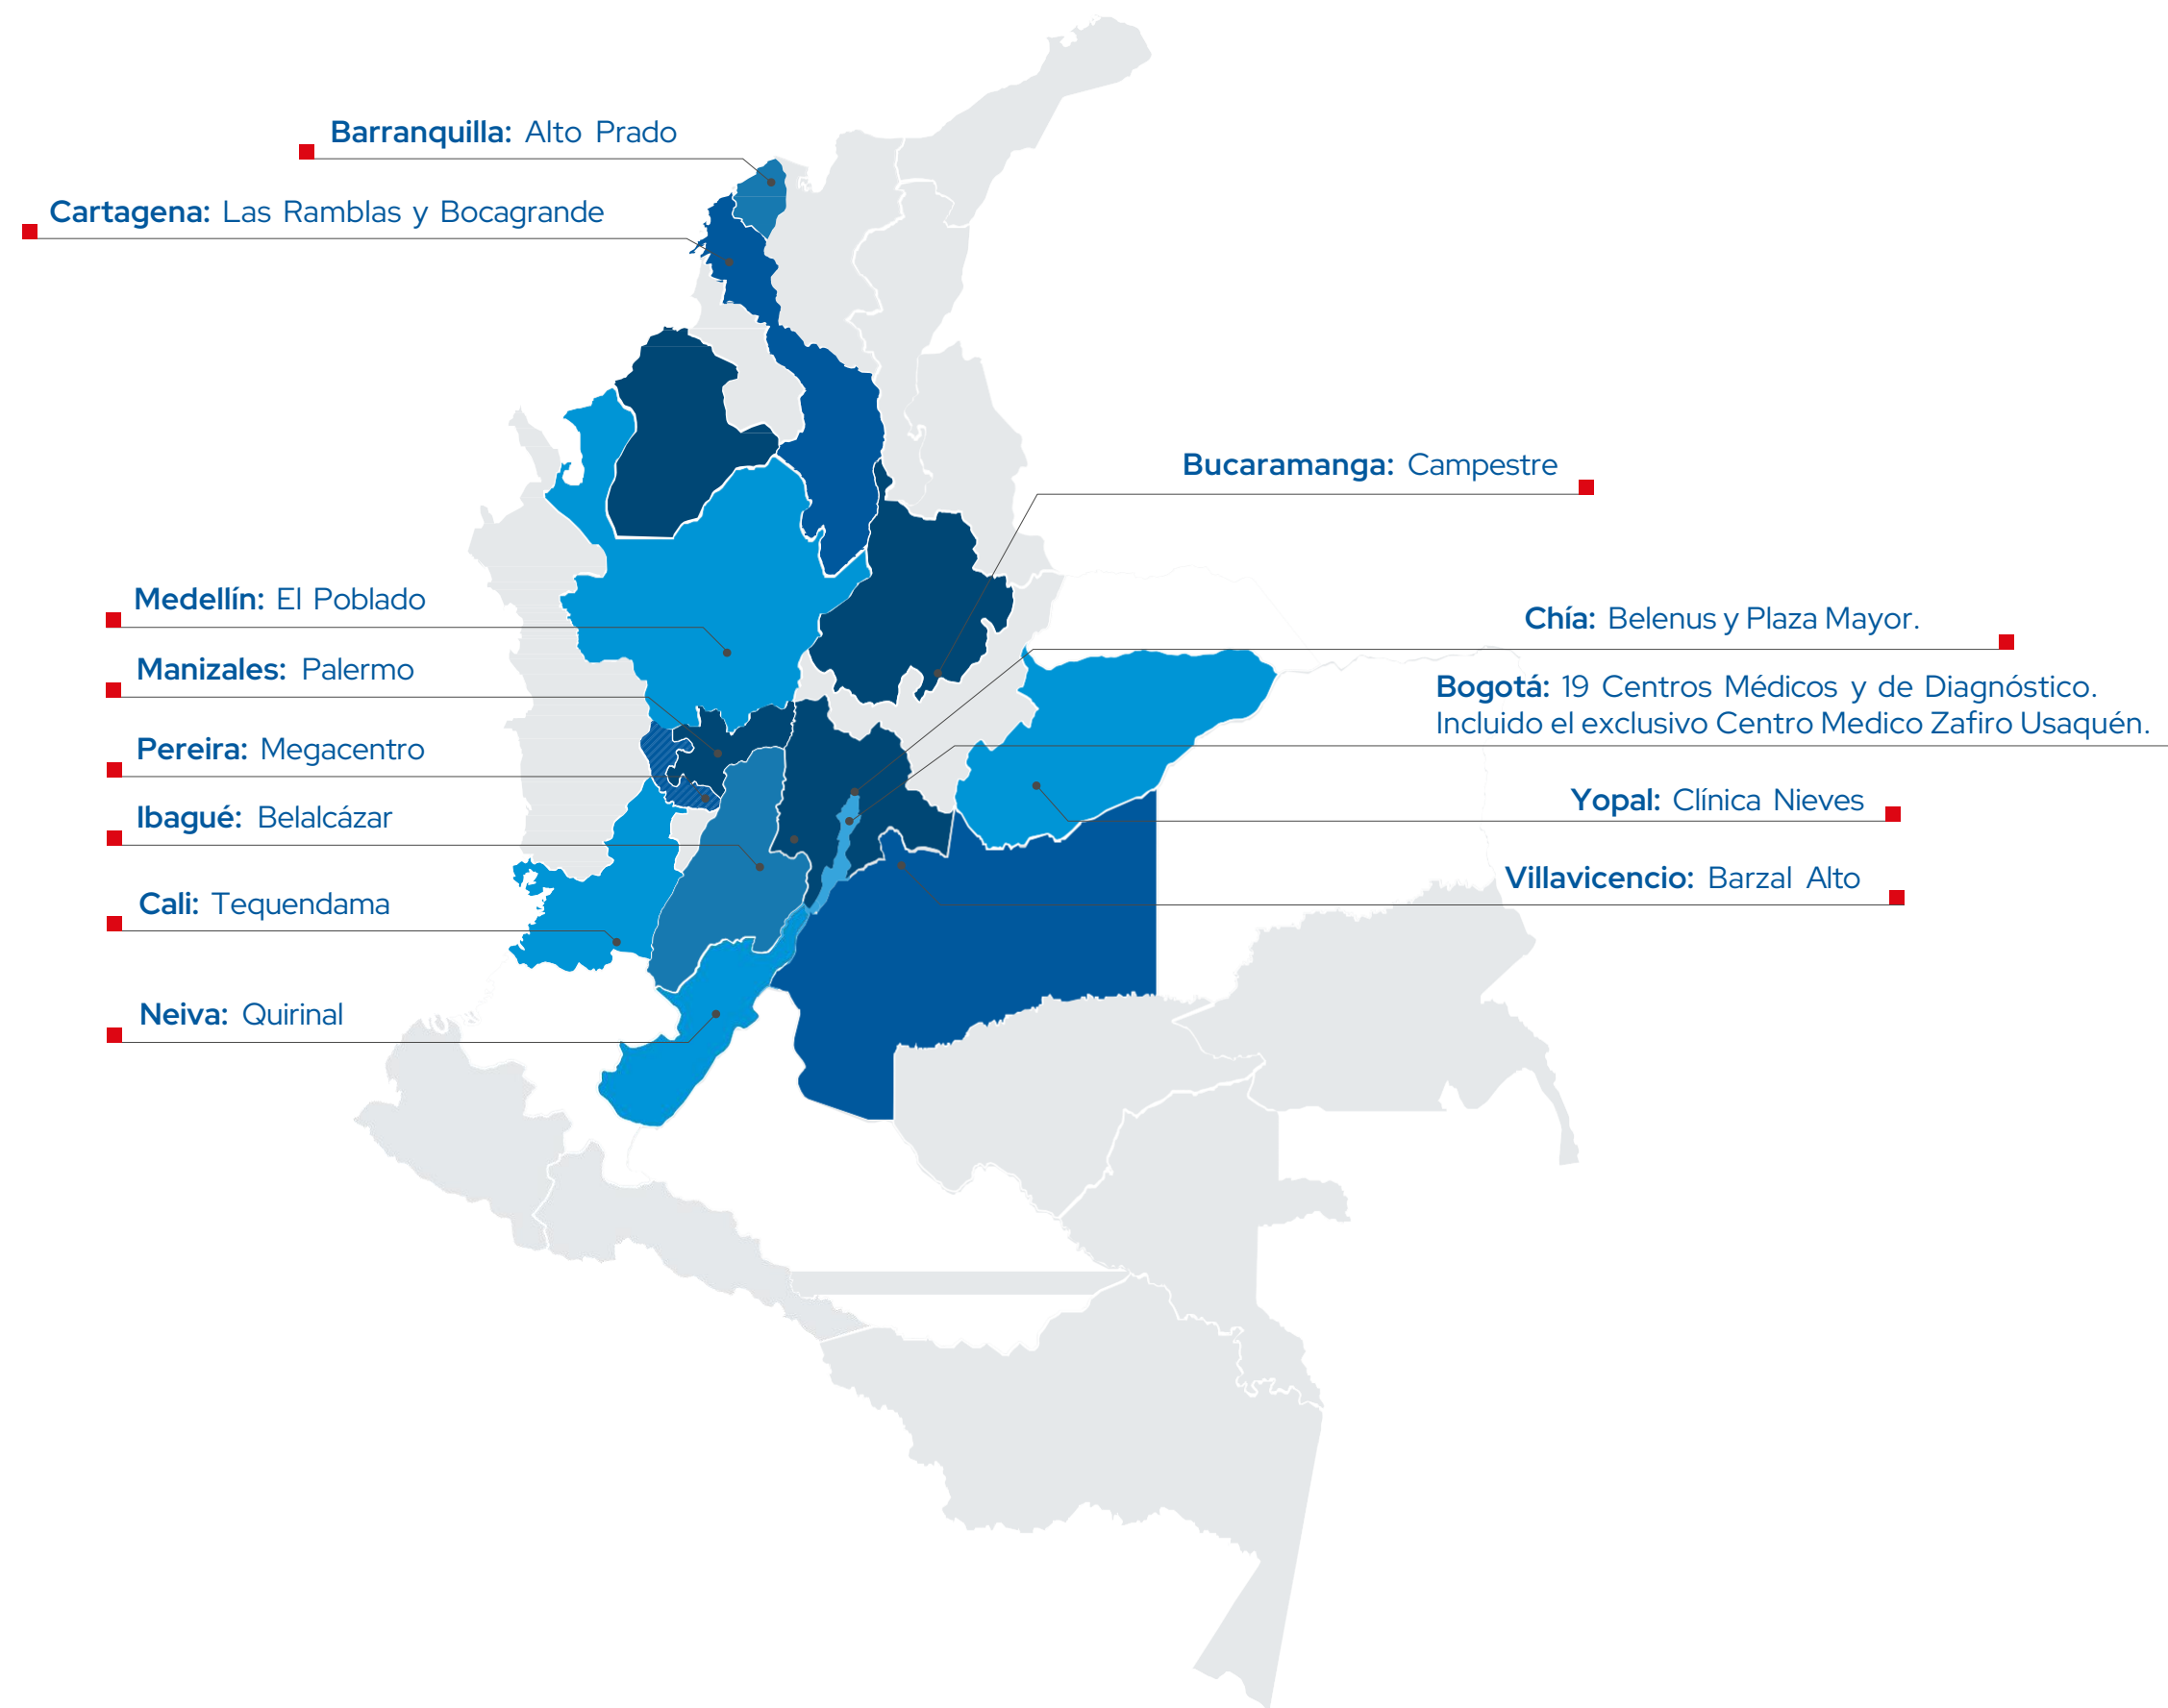 Barranquilla: Alto Prado
Cartagena: Las Ramblas y Bocagrande
Bucaramanga: Campestre
Medellín: El Poblado
Chía: Belenus y Plaza Mayor.
Manizales: Palermo
Bogotá: 19 Centros Médicos y de Diagnóstico.
Incluido el exclusivo Centro Medico Zafiro Usaquén.
Pereira: Megacentro
Yopal: Clínica Nieves
Ibagué: Belalcázar
Villavicencio: Barzal Alto
Cali: Tequendama
Neiva: Quirinal